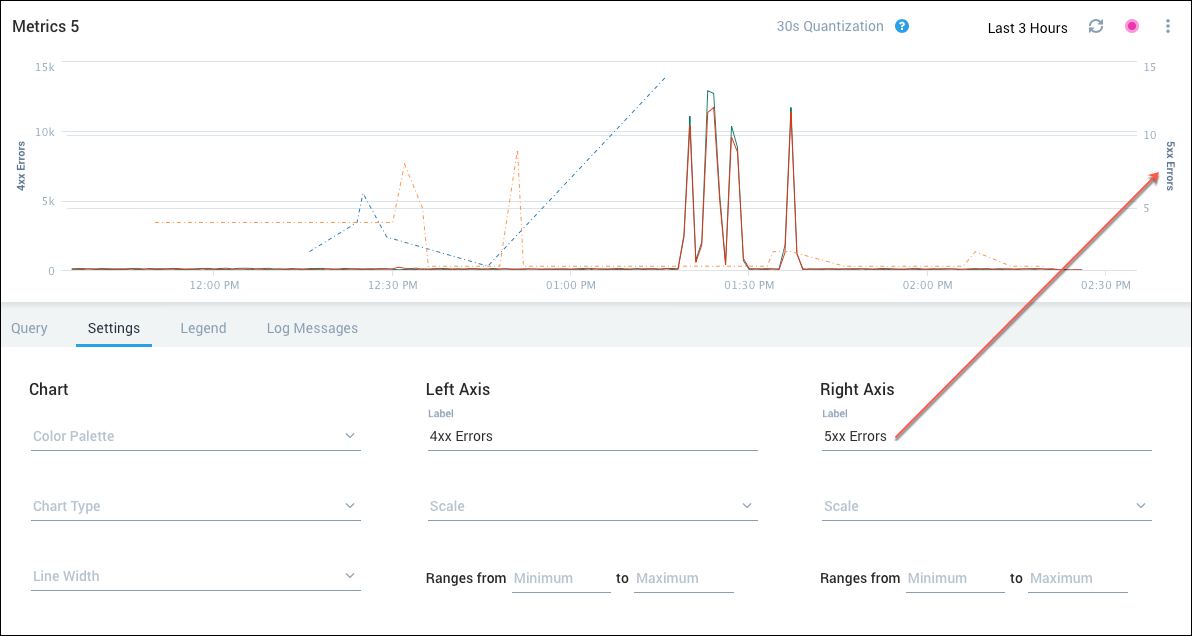 Metrics 5
30s Quantization ?
Last 3 Hours
15k
10k
5k
0
4xx Errors
15
10
5
5xx Errors
12:00 PM 12:30 PM 01:00 PM 01:30 PM 02:00 PM 02:30 PM
Query Settings Legend Log Messages
Chart
Color Palette
Chart Type
Line Width
Left Axis
Label
4xx Errors
Scale
Ranges from Minimum to Maximum
Right Axis
Label
5xx Errors
Scale
Ranges from Minimum to Maximum